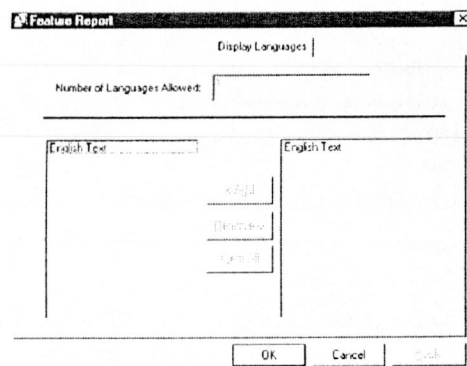 Feature Report
Display Languages
Number of Languages Allowed:
English Text
English Text
OK
Cancel